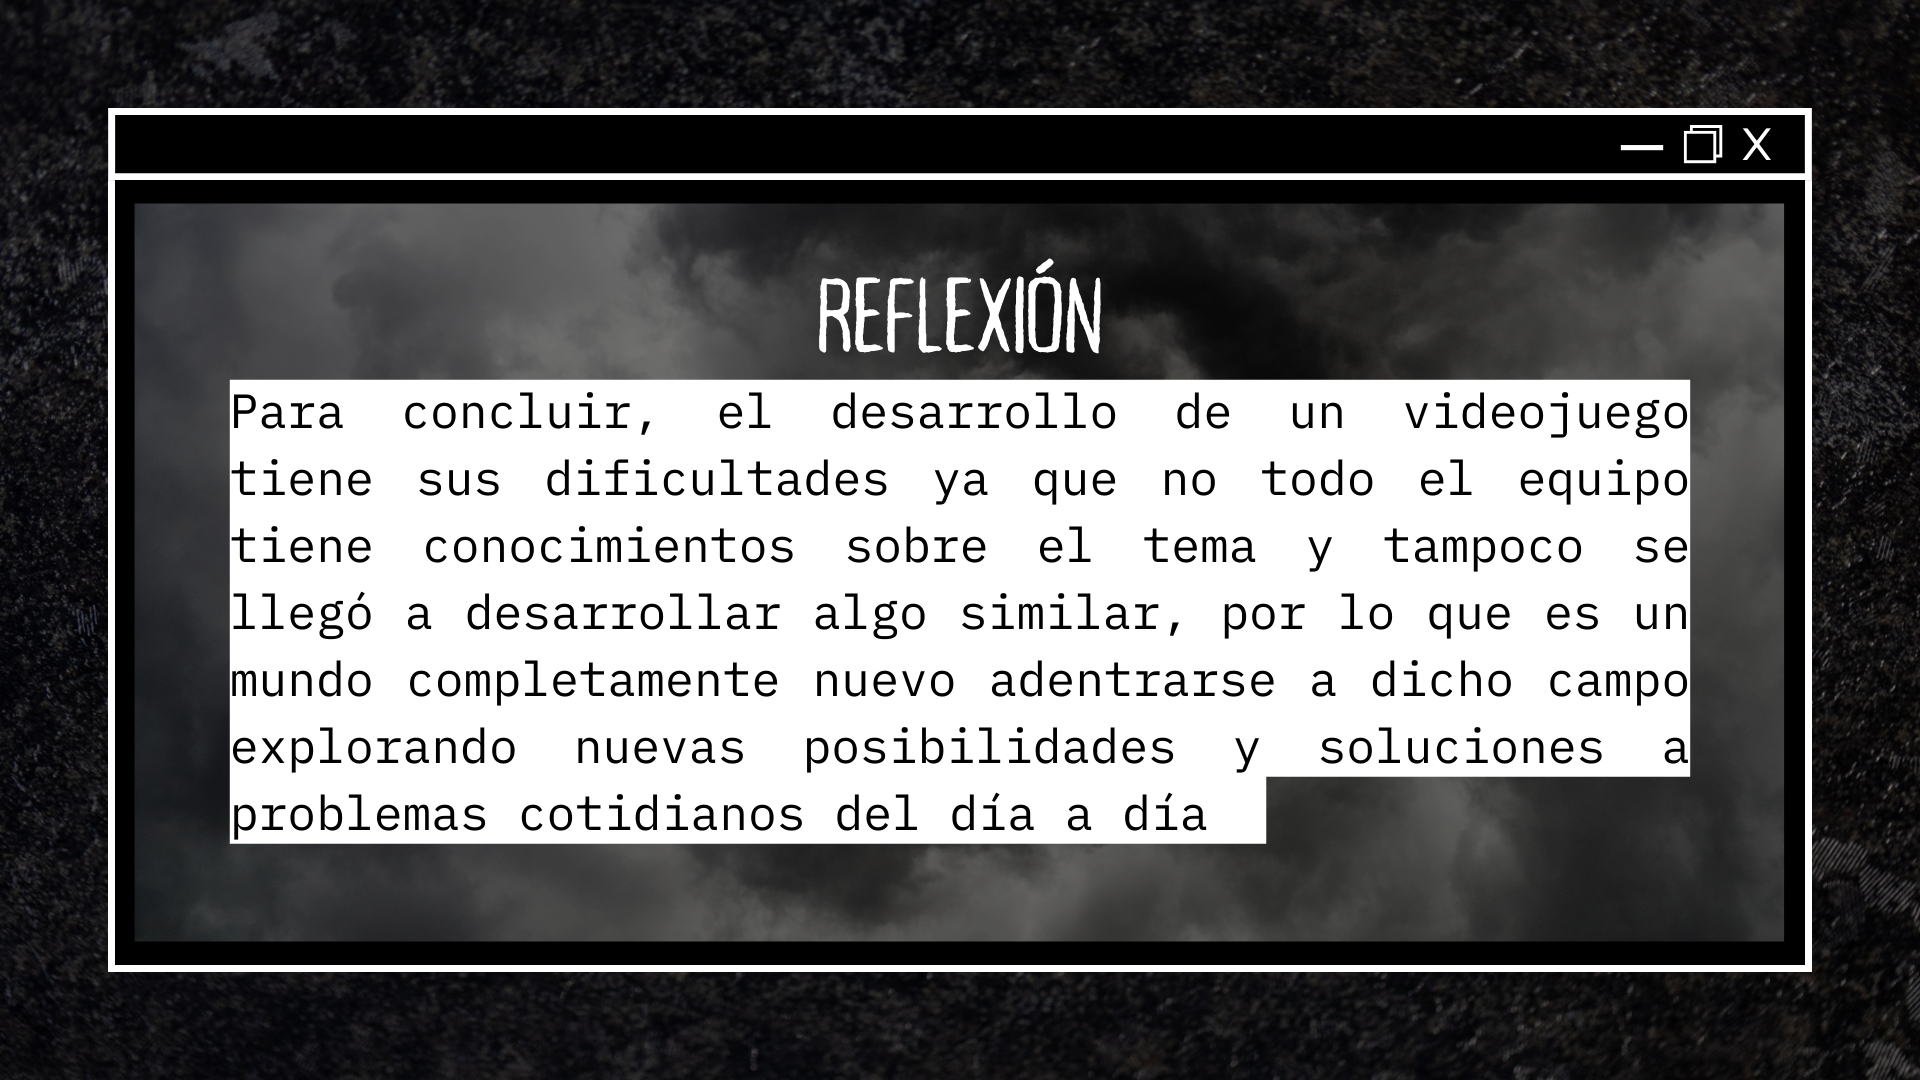 REFLEXIÓN
Para concluir, el desarrollo de un videojuego
tiene sus dificultades ya que no todo el equipo
tiene conocimientos sobre el tema y tampoco se
llegó a desarrollar algo similar, por lo que es un
mundo completamente nuevo adentrarse a dicho campo
explorando nuevas posibilidades y soluciones a
problemas cotidianos del día a día